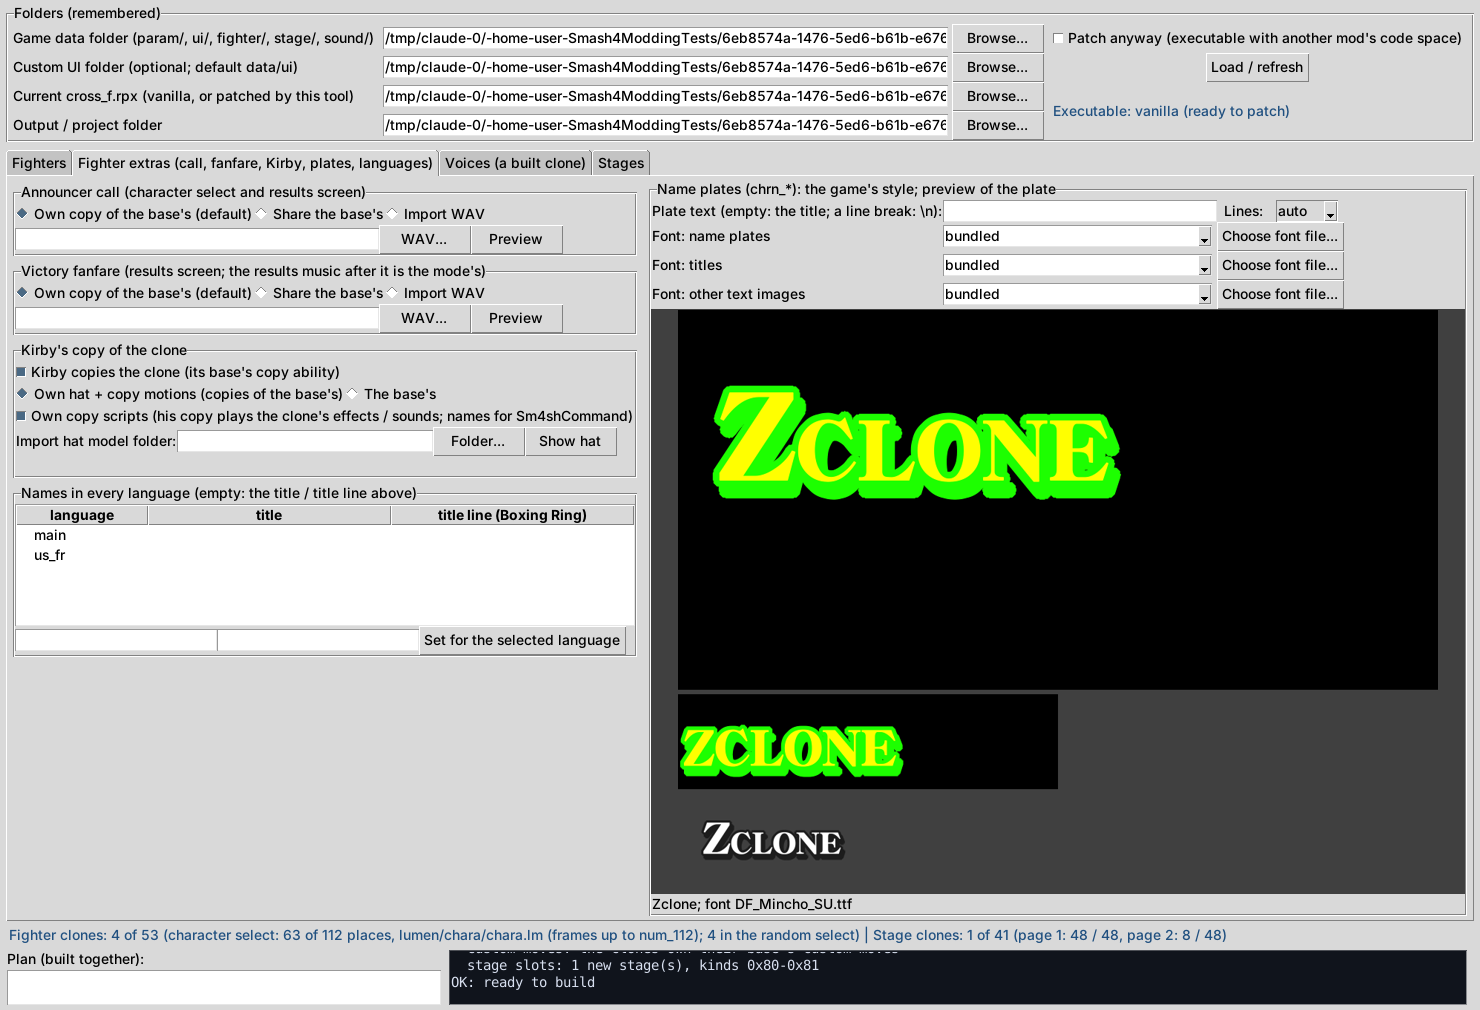 Folders (remembered)
Game data folder (param/, ui/, fighter/, stage/, sound/) /tmp/claude-0/-home-user-Smash4ModdingTests/6eb8574a-1476-5ed6-b61b-e676 Browse... Patch anyway (executable with another mod's code space)
Custom UI folder (optional; default data/ui) /tmp/claude-0/-home-user-Smash4ModdingTests/6eb8574a-1476-5ed6-b61b-e676 Browse... Load / refresh
Current cross_f.rpx (vanilla, or patched by this tool) /tmp/claude-0/-home-user-Smash4ModdingTests/6eb8574a-1476-5ed6-b61b-e676 Browse...
Executable: vanilla (ready to patch)
Output / project folder /tmp/claude-0/-home-user-Smash4ModdingTests/6eb8574a-1476-5ed6-b61b-e676 Browse...
Fighters Fighter extras (call, fanfare, Kirby, plates, languages) Voices (a built clone) Stages
Announcer call (character select and results screen)
Own copy of the base's (default) Share the base's Import WAV
WAV... Preview
Victory fanfare (results screen; the results music after it is the mode's)
Own copy of the base's (default) Share the base's Import WAV
WAV... Preview
Kirby's copy of the clone
Kirby copies the clone (its base's copy ability)
Own hat + copy motions (copies of the base's) The base's
Own copy scripts (his copy plays the clone's effects / sounds; names for Sm4shCommand)
Import hat model folder: Folder... Show hat
Names in every language (empty: the title / title line above)
language title title line (Boxing Ring)
main
us_fr
Set for the selected language
Name plates (chrn_*): the game's style; preview of the plate
Plate text (empty: the title; a line break: \n): Lines: auto
Font: name plates bundled Choose font file...
Font: titles bundled Choose font file...
Font: other text images bundled Choose font file...
ZCLONE
ZCLONE
ZCLONE
Zclone; font DF_Mincho_SU.ttf
Fighter clones: 4 of 53 (character select: 63 of 112 places, lumen/chara/chara.lm (frames up to num_112); 4 in the random select) | Stage clones: 1 of 41 (page 1: 48 / 48, page 2: 8 / 48)
Plan (built together):
stage slots: 1 new stage(s), kinds 0x80-0x81
OK: ready to build